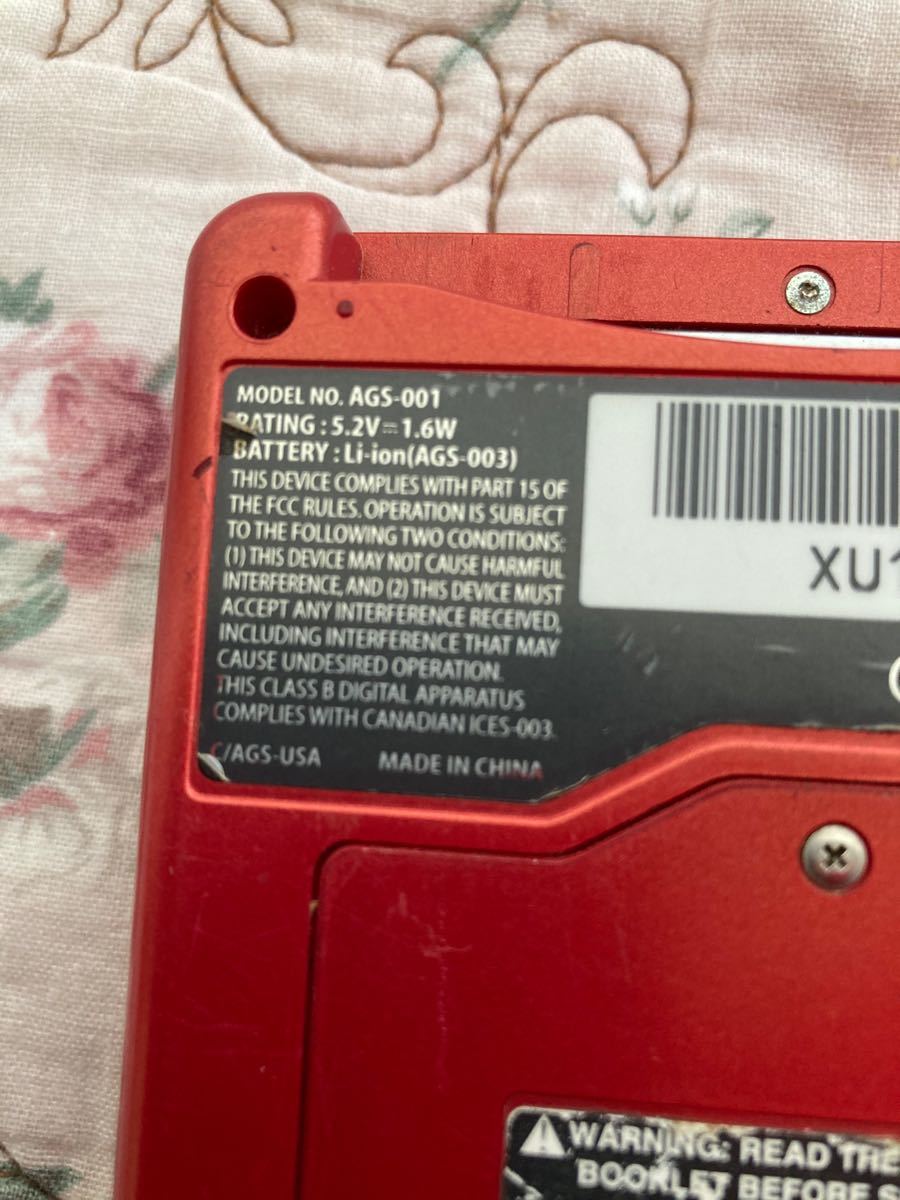 MODEL NO. AGS-001
RATING : 5.2V⎓1.6W
BATTERY : Li-ion(AGS-003)
THIS DEVICE COMPLIES WITH PART 15 OF
THE FCC RULES. OPERATION IS SUBJECT
TO THE FOLLOWING TWO CONDITIONS:
(1) THIS DEVICE MAY NOT CAUSE HARMFUL
INTERFERENCE, AND (2) THIS DEVICE MUST
ACCEPT ANY INTERFERENCE RECEIVED,
INCLUDING INTERFERENCE THAT MAY
CAUSE UNDESIRED OPERATION.
THIS CLASS B DIGITAL APPARATUS
COMPLIES WITH CANADIAN ICES-003.
C/AGS-USA MADE IN CHINA
XU1
WARNING: READ THE
BOOKLET BEFORE S